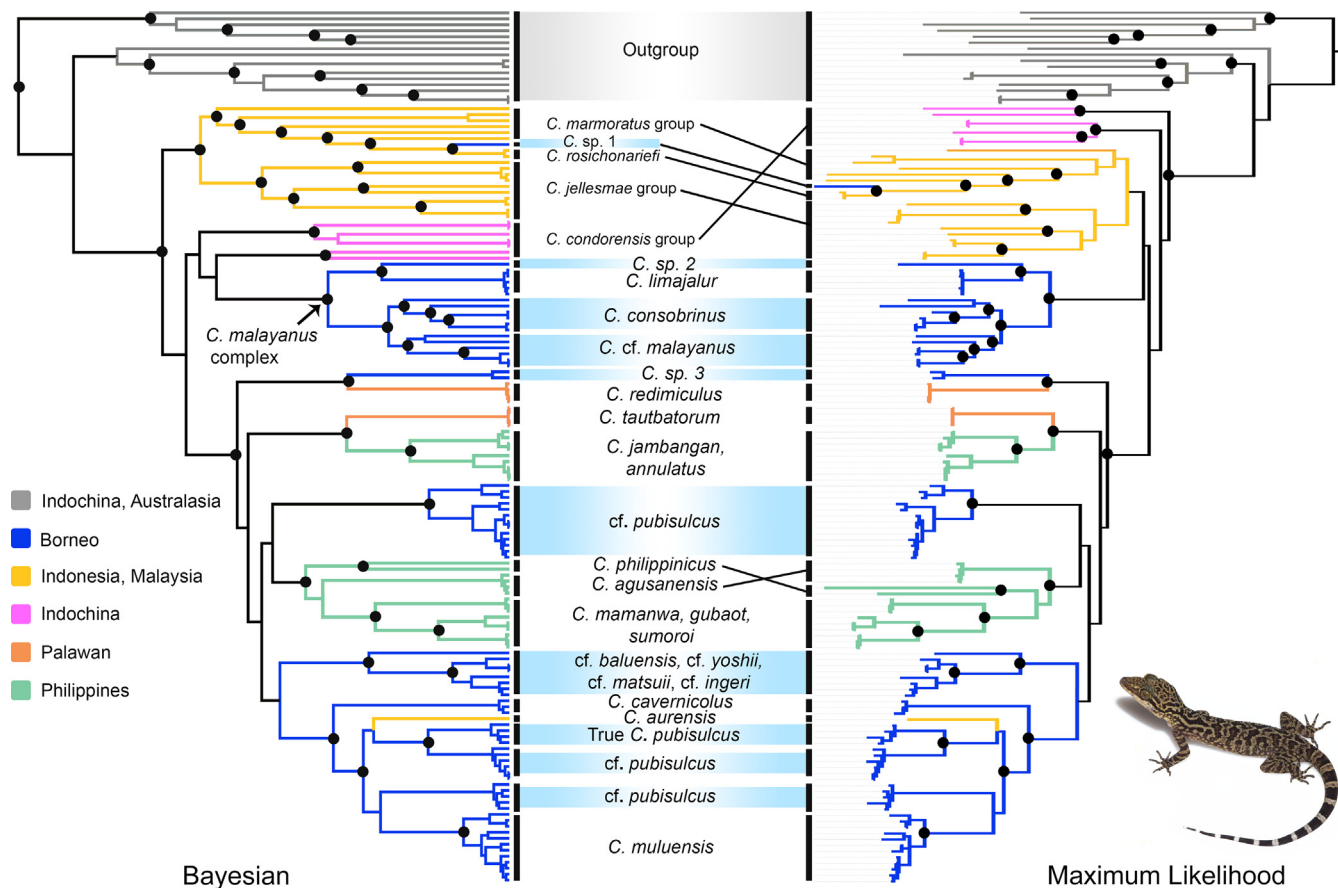 Outgroup
C. marmoratus group
C. sp. 1
C. rosichonariefi
C. jellesmae group
C. condorensis group
C. sp. 2
C. limajalur
C. malayanus
complex
C. consobrinus
C. cf. malayanus
C. sp. 3
C. redimiculus
C. tautbatorum
C. jambangan,
annulatus
Indochina, Australasia
Borneo
Indonesia, Malaysia
Indochina
Palawan
Philippines
cf. pubisulcus
C. philippinicus
C. agusanensis
C. mamanwa, gubaot,
sumoroi
cf. baluensis, cf. yoshii,
cf. matsuii, cf. ingeri
C. cavernicolus
C. aurensis
True C. pubisulcus
cf. pubisulcus
cf. pubisulcus
C. muluensis
Bayesian
Maximum Likelihood